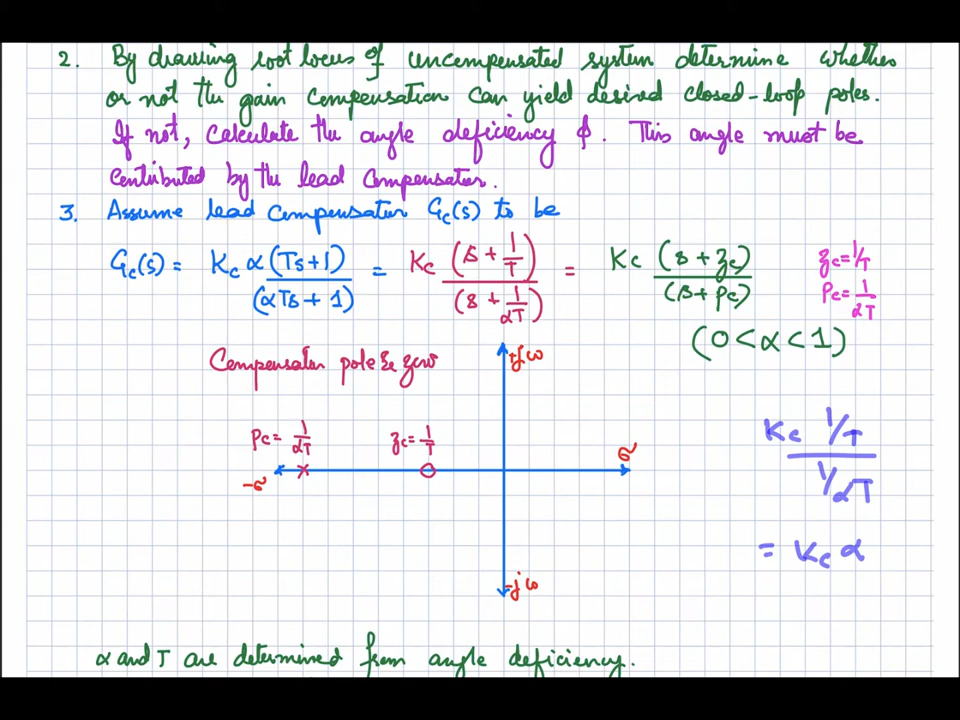 2. By drawing root locus of uncompensated system determine whether
or not the gain compensation can yield desired closed-loop poles.
If not, calculate the angle deficiency ϕ. This angle must be
contributed by the lead compensator.
3. Assume lead compensator Gc(s) to be
Gc(s) = Kc α (Ts+1) / (αTs + 1) = Kc (s + 1/T) / (s + 1/αT) = Kc (s + zc) / (s + pc)
zc = 1/T
pc = 1/αT
(0 < α < 1)
Compensator pole & zero
+jω
pc = 1/αT
zc = 1/T
σ
-σ
-jω
Kc 1/T / 1/αT
= Kc α
α and T are determined from angle deficiency.